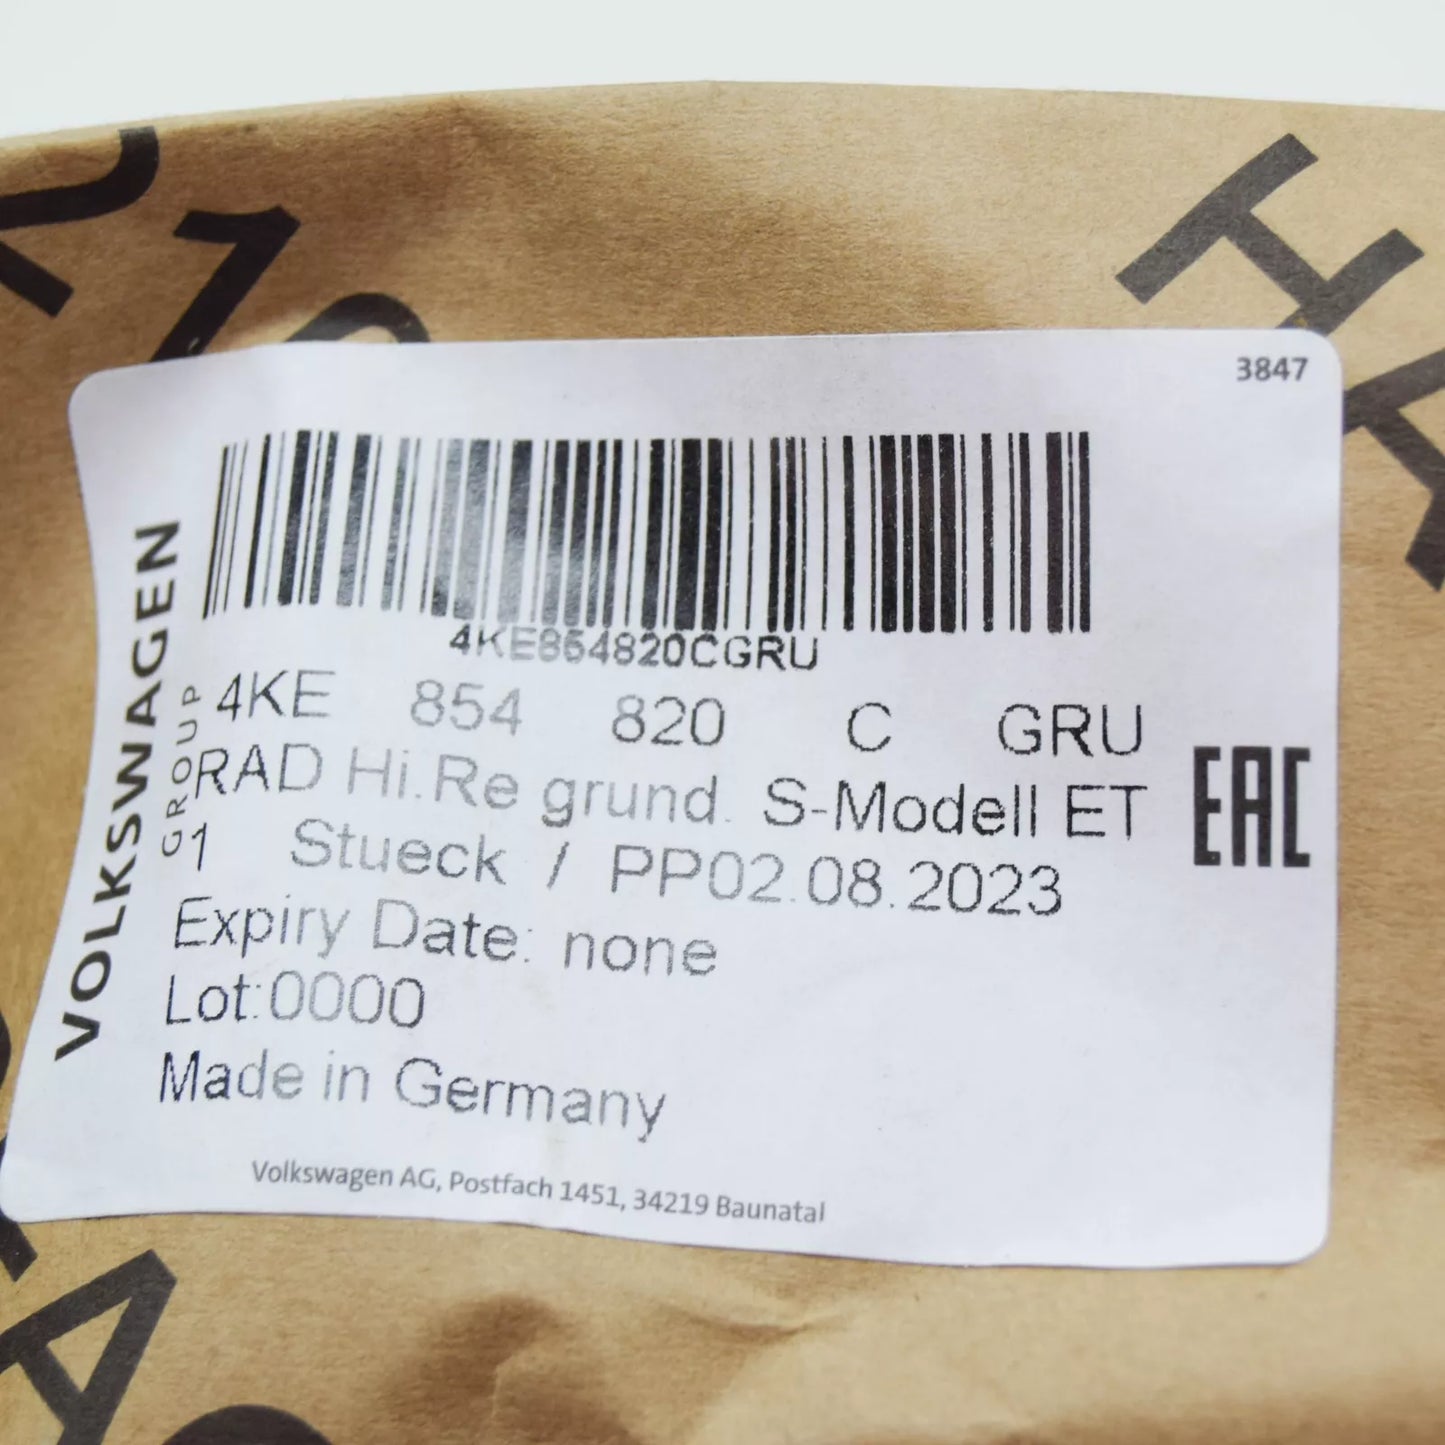 3847
4KE854820CGRU
4KE 854 820 C GRU
RAD Hi.Re grund. S-Modell ET
1 Stueck / PP02.08.2023
Expiry Date: none
Lot:0000
Made in Germany
Volkswagen AG, Postfach 1451, 34219 Baunatal
VOLKSWAGEN
GROUP
EAC